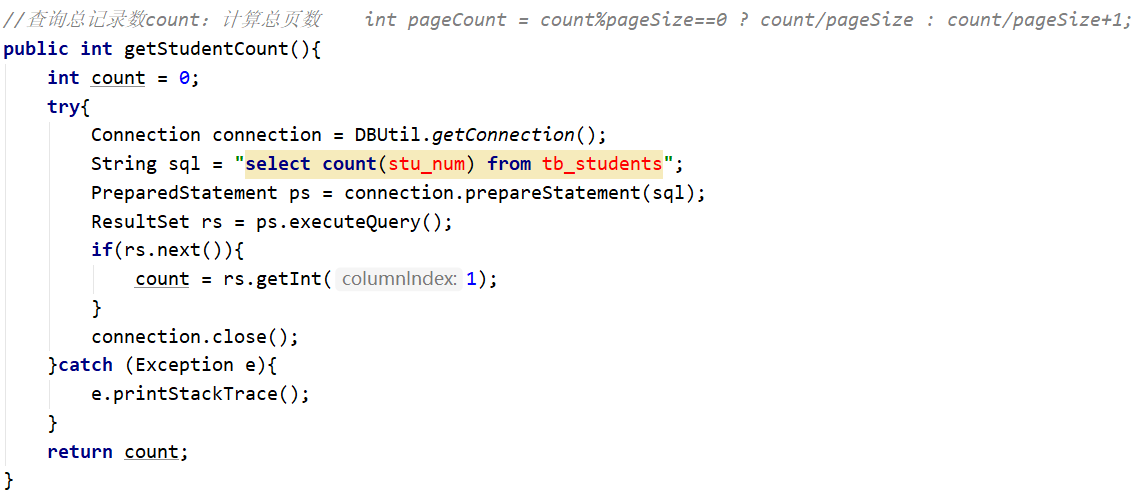 //查询总记录数count：计算总页数    int pageCount = count%pageSize==0 ? count/pageSize : count/pageSize+1;
public int getStudentCount(){
    int count = 0;
    try{
        Connection connection = DBUtil.getConnection();
        String sql = "select count(stu_num) from tb_students";
        PreparedStatement ps = connection.prepareStatement(sql);
        ResultSet rs = ps.executeQuery();
        if(rs.next()){
            count = rs.getInt( columnIndex: 1);
        }
        connection.close();
    }catch (Exception e){
        e.printStackTrace();
    }
    return count;
}